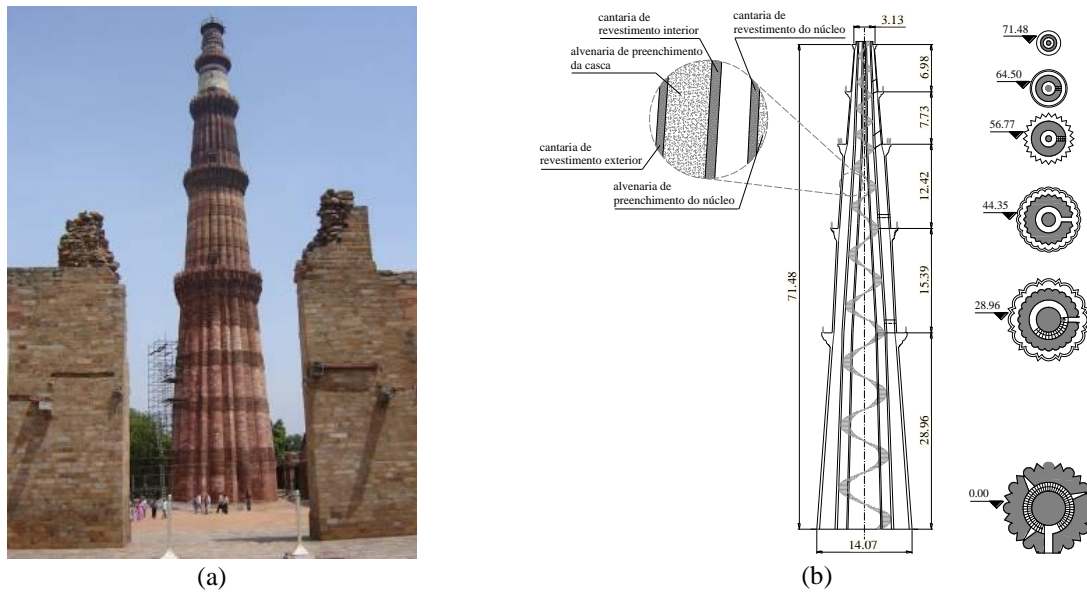 cantaria de
revestimento interior
cantaria de
revestimento do núcleo
alvenaria de preenchimento
da casca
cantaria de
revestimento exterior
alvenaria de
preenchimento do núcleo
3.13
6.98
7.73
12.42
15.39
28.96
71.48
14.07
71.48
64.50
56.77
44.35
28.96
0.00
(a)
(b)